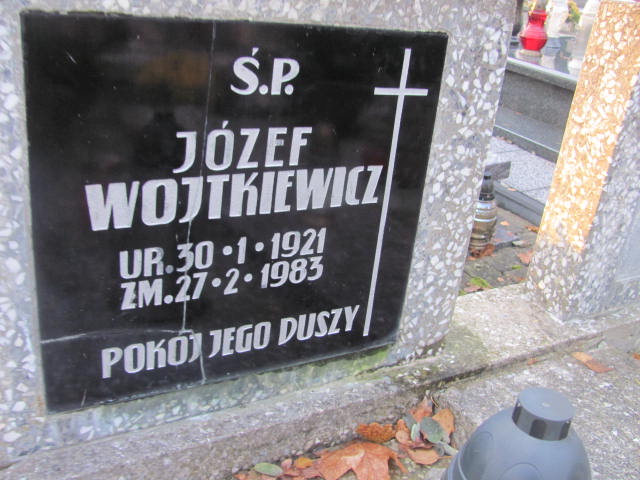 Ś.P.
JÓZEF
WOJTKIEWICZ
UR.30•1•1921
ZM.27•2•1983
POKÓJ JEGO DUSZY